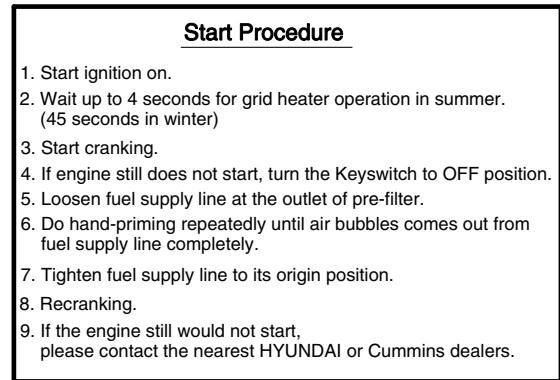 Start Procedure
1. Start ignition on.
2. Wait up to 4 seconds for grid heater operation in summer.
(45 seconds in winter)
3. Start cranking.
4. If engine still does not start, turn the Keyswitch to OFF position.
5. Loosen fuel supply line at the outlet of pre-filter.
6. Do hand-priming repeatedly until air bubbles comes out from
fuel supply line completely.
7. Tighten fuel supply line to its origin position.
8. Recranking.
9. If the engine still would not start,
please contact the nearest HYUNDAI or Cummins dealers.